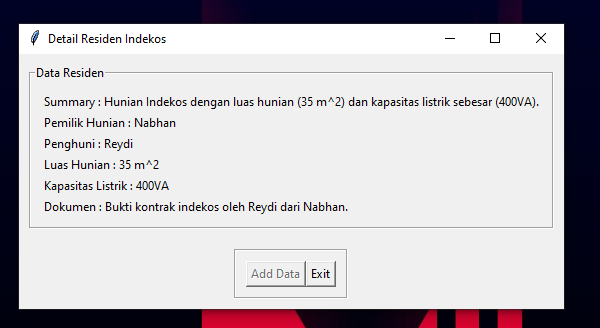 Detail Residen Indekos
Data Residen
Summary : Hunian Indekos dengan luas hunian (35 m^2) dan kapasitas listrik sebesar (400VA).
Pemilik Hunian : Nabhan
Penghuni : Reydi
Luas Hunian : 35 m^2
Kapasitas Listrik : 400VA
Dokumen : Bukti kontrak indekos oleh Reydi dari Nabhan.
Add Data Exit